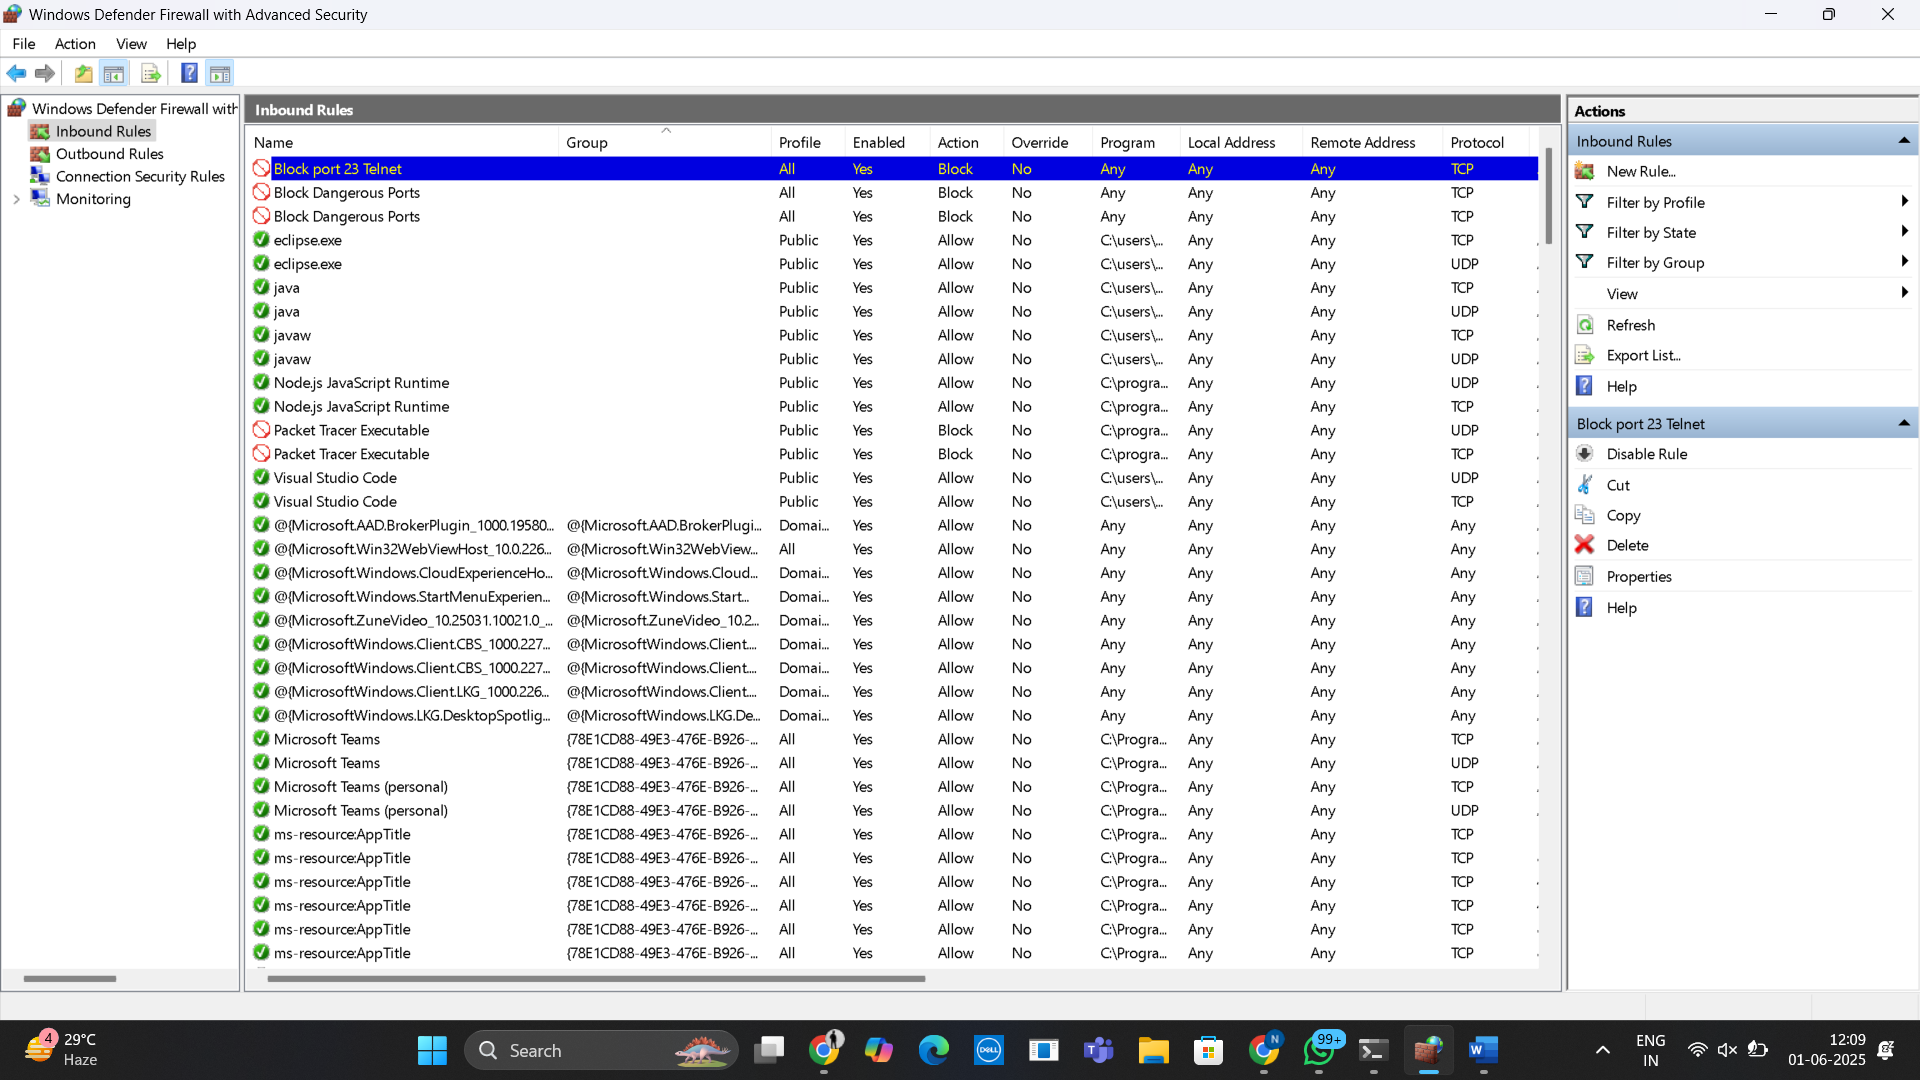 Windows Defender Firewall with Advanced Security
File Action View Help
Windows Defender Firewall with
Inbound Rules
Outbound Rules
Connection Security Rules
Monitoring
Inbound Rules
Name Group Profile Enabled Action Override Program Local Address Remote Address Protocol
Block port 23 Telnet All Yes Block No Any Any Any TCP
Block Dangerous Ports All Yes Block No Any Any Any TCP
Block Dangerous Ports All Yes Block No Any Any Any TCP
eclipse.exe Public Yes Allow No C:\users\... Any Any TCP
eclipse.exe Public Yes Allow No C:\users\... Any Any UDP
java Public Yes Allow No C:\users\... Any Any TCP
java Public Yes Allow No C:\users\... Any Any UDP
javaw Public Yes Allow No C:\users\... Any Any TCP
javaw Public Yes Allow No C:\users\... Any Any UDP
Node.js JavaScript Runtime Public Yes Allow No C:\progra... Any Any UDP
Node.js JavaScript Runtime Public Yes Allow No C:\progra... Any Any TCP
Packet Tracer Executable Public Yes Block No C:\progra... Any Any UDP
Packet Tracer Executable Public Yes Block No C:\progra... Any Any TCP
Visual Studio Code Public Yes Allow No C:\users\... Any Any UDP
Visual Studio Code Public Yes Allow No C:\users\... Any Any TCP
@{Microsoft.AAD.BrokerPlugin_1000.19580... @{Microsoft.AAD.BrokerPlugi... Domai... Yes Allow No Any Any Any Any
@{Microsoft.Win32WebViewHost_10.0.226... @{Microsoft.Win32WebView... All Yes Allow No Any Any Any Any
@{Microsoft.Windows.CloudExperienceHo... @{Microsoft.Windows.Cloud... Domai... Yes Allow No Any Any Any Any
@{Microsoft.Windows.StartMenuExperien... @{Microsoft.Windows.Start... Domai... Yes Allow No Any Any Any Any
@{Microsoft.ZuneVideo_10.25031.10021.0_... @{Microsoft.ZuneVideo_10.2... Domai... Yes Allow No Any Any Any Any
@{MicrosoftWindows.Client.CBS_1000.227... @{MicrosoftWindows.Client.... Domai... Yes Allow No Any Any Any Any
@{MicrosoftWindows.Client.CBS_1000.227... @{MicrosoftWindows.Client.... Domai... Yes Allow No Any Any Any Any
@{MicrosoftWindows.Client.LKG_1000.226... @{MicrosoftWindows.Client.... Domai... Yes Allow No Any Any Any Any
@{MicrosoftWindows.LKG.DesktopSpotlig... @{MicrosoftWindows.LKG.De... Domai... Yes Allow No Any Any Any Any
Microsoft Teams {78E1CD88-49E3-476E-B926-... All Yes Allow No C:\Progra... Any Any TCP
Microsoft Teams {78E1CD88-49E3-476E-B926-... All Yes Allow No C:\Progra... Any Any UDP
Microsoft Teams (personal) {78E1CD88-49E3-476E-B926-... All Yes Allow No C:\Progra... Any Any TCP
Microsoft Teams (personal) {78E1CD88-49E3-476E-B926-... All Yes Allow No C:\Progra... Any Any UDP
ms-resource:AppTitle {78E1CD88-49E3-476E-B926-... All Yes Allow No C:\Progra... Any Any TCP
ms-resource:AppTitle {78E1CD88-49E3-476E-B926-... All Yes Allow No C:\Progra... Any Any TCP
ms-resource:AppTitle {78E1CD88-49E3-476E-B926-... All Yes Allow No C:\Progra... Any Any TCP
ms-resource:AppTitle {78E1CD88-49E3-476E-B926-... All Yes Allow No C:\Progra... Any Any TCP
ms-resource:AppTitle {78E1CD88-49E3-476E-B926-... All Yes Allow No C:\Progra... Any Any TCP
ms-resource:AppTitle {78E1CD88-49E3-476E-B926-... All Yes Allow No C:\Progra... Any Any TCP
Actions
Inbound Rules
New Rule...
Filter by Profile
Filter by State
Filter by Group
View
Refresh
Export List...
Help
Block port 23 Telnet
Disable Rule
Cut
Copy
Delete
Properties
Help
4
29°C
Haze
Search
DELL
N
99+
W
ENG
IN
12:09
01-06-2025